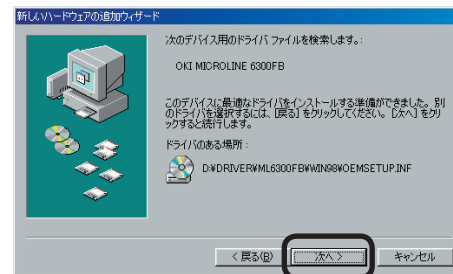 新しいハードウェアの追加ウィザード
次のデバイス用のドライバ ファイルを検索します。:
OKI MICROLINE 6300FB
このデバイスに最適なドライバをインストールする準備ができました。別
のドライバを選択するには、[戻る] をクリックしてください。[次へ] をクリ
ックすると続行します。
ドライバのある場所 :
D:¥DRIVER¥ML6300FB¥WIN98¥OEMSETUP.INF
< 戻る(B)
次へ >
キャンセル